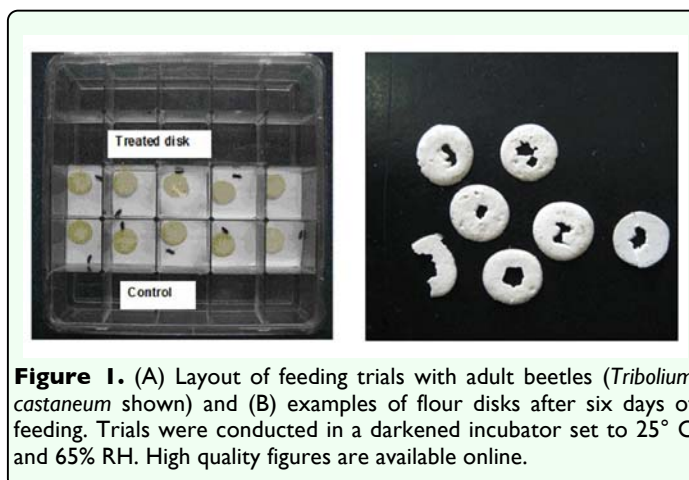 Treated disk
Control
Figure 1. (A) Layout of feeding trials with adult beetles (Tribolium
castaneum shown) and (B) examples of flour disks after six days of
feeding. Trials were conducted in a darkened incubator set to 25° C
and 65% RH. High quality figures are available online.